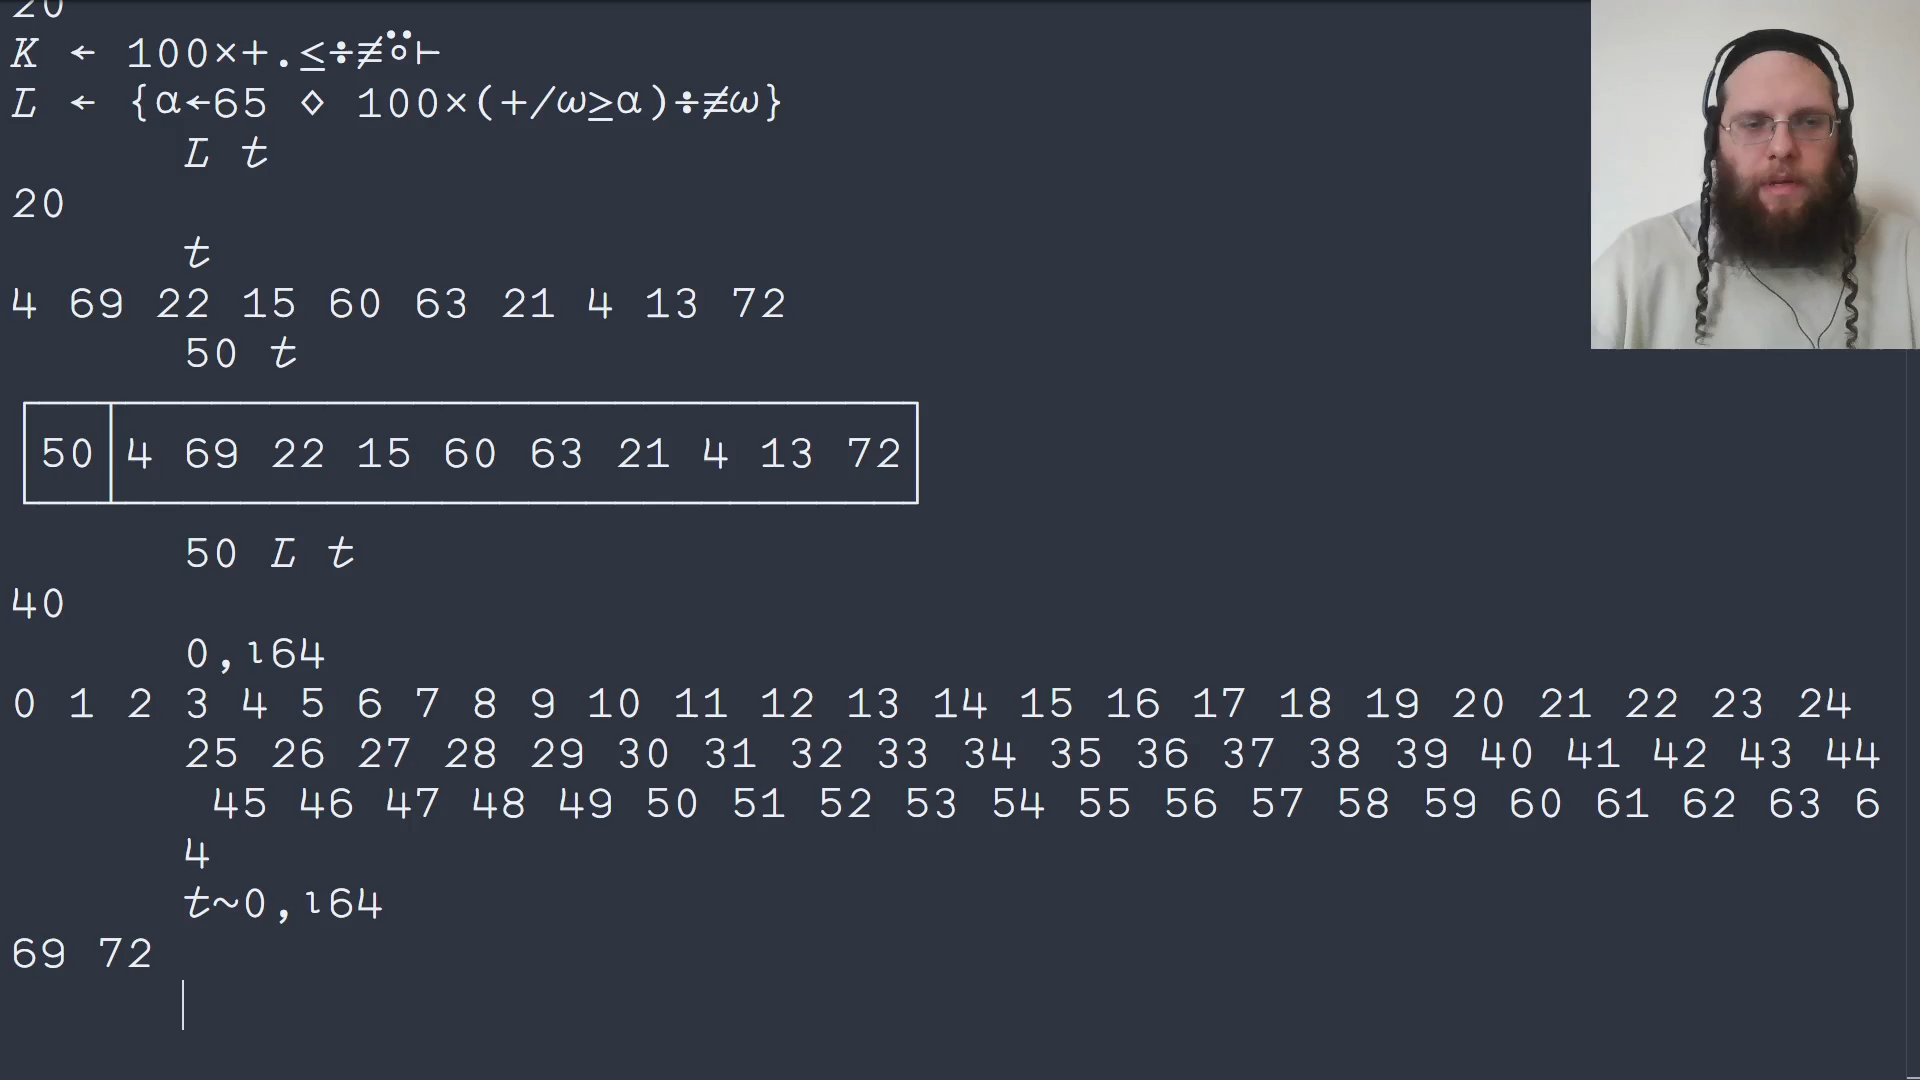 20
K ← 100×+.≤÷≢⍥⊢
L ← {⍺←65 ⋄ 100×(+/⍵≥⍺)÷≢⍵}
L t
20
t
4 69 22 15 60 63 21 4 13 72
50 t
50 4 69 22 15 60 63 21 4 13 72
50 L t
40
0,⍳64
0 1 2 3 4 5 6 7 8 9 10 11 12 13 14 15 16 17 18 19 20 21 22 23 24
25 26 27 28 29 30 31 32 33 34 35 36 37 38 39 40 41 42 43 44
45 46 47 48 49 50 51 52 53 54 55 56 57 58 59 60 61 62 63 6
4
t~0,⍳64
69 72